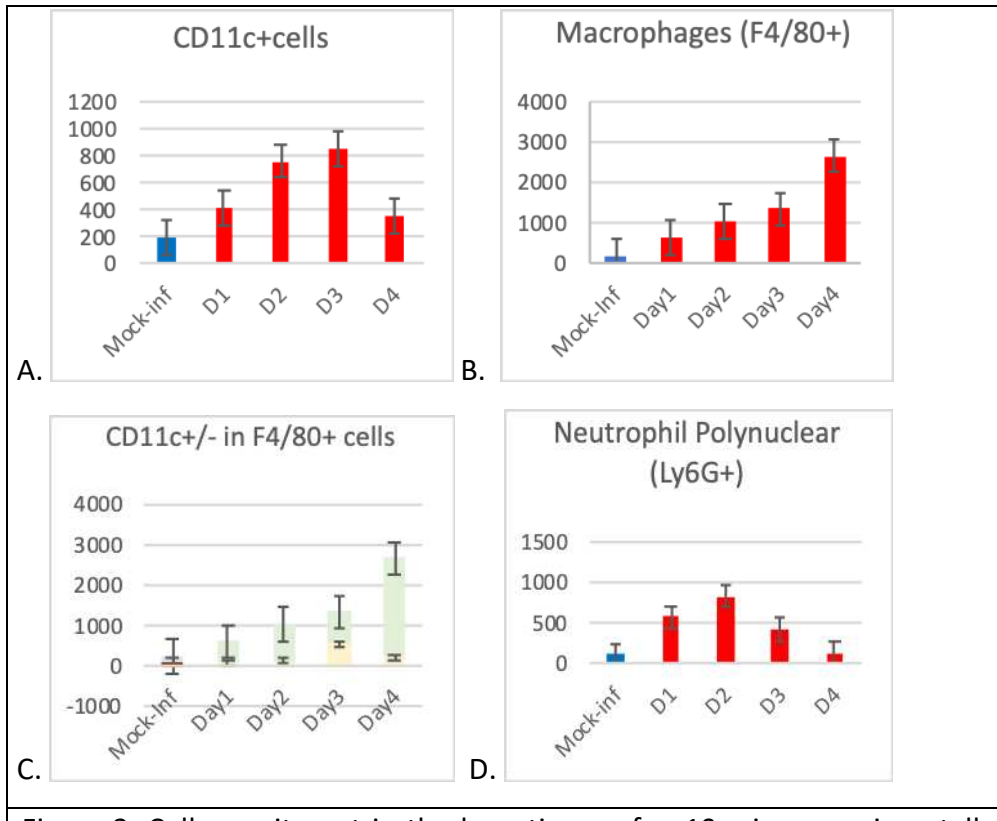 CD11c+cells
1200
1000
800
600
400
200
0
Mock-inf
D1
D2
D3
D4
A.
Macrophages (F4/80+)
4000
3000
2000
1000
0
Mock-Inf
Day1
Day2
Day3
Day4
B.
CD11c+/- in F4/80+ cells
4000
3000
2000
1000
0
-1000
Mock-Inf
Day1
Day2
Day3
Day4
C.
Neutrophil Polynuclear
(Ly6G+)
1500
1000
500
0
Mock-inf
D1
D2
D3
D4
D.